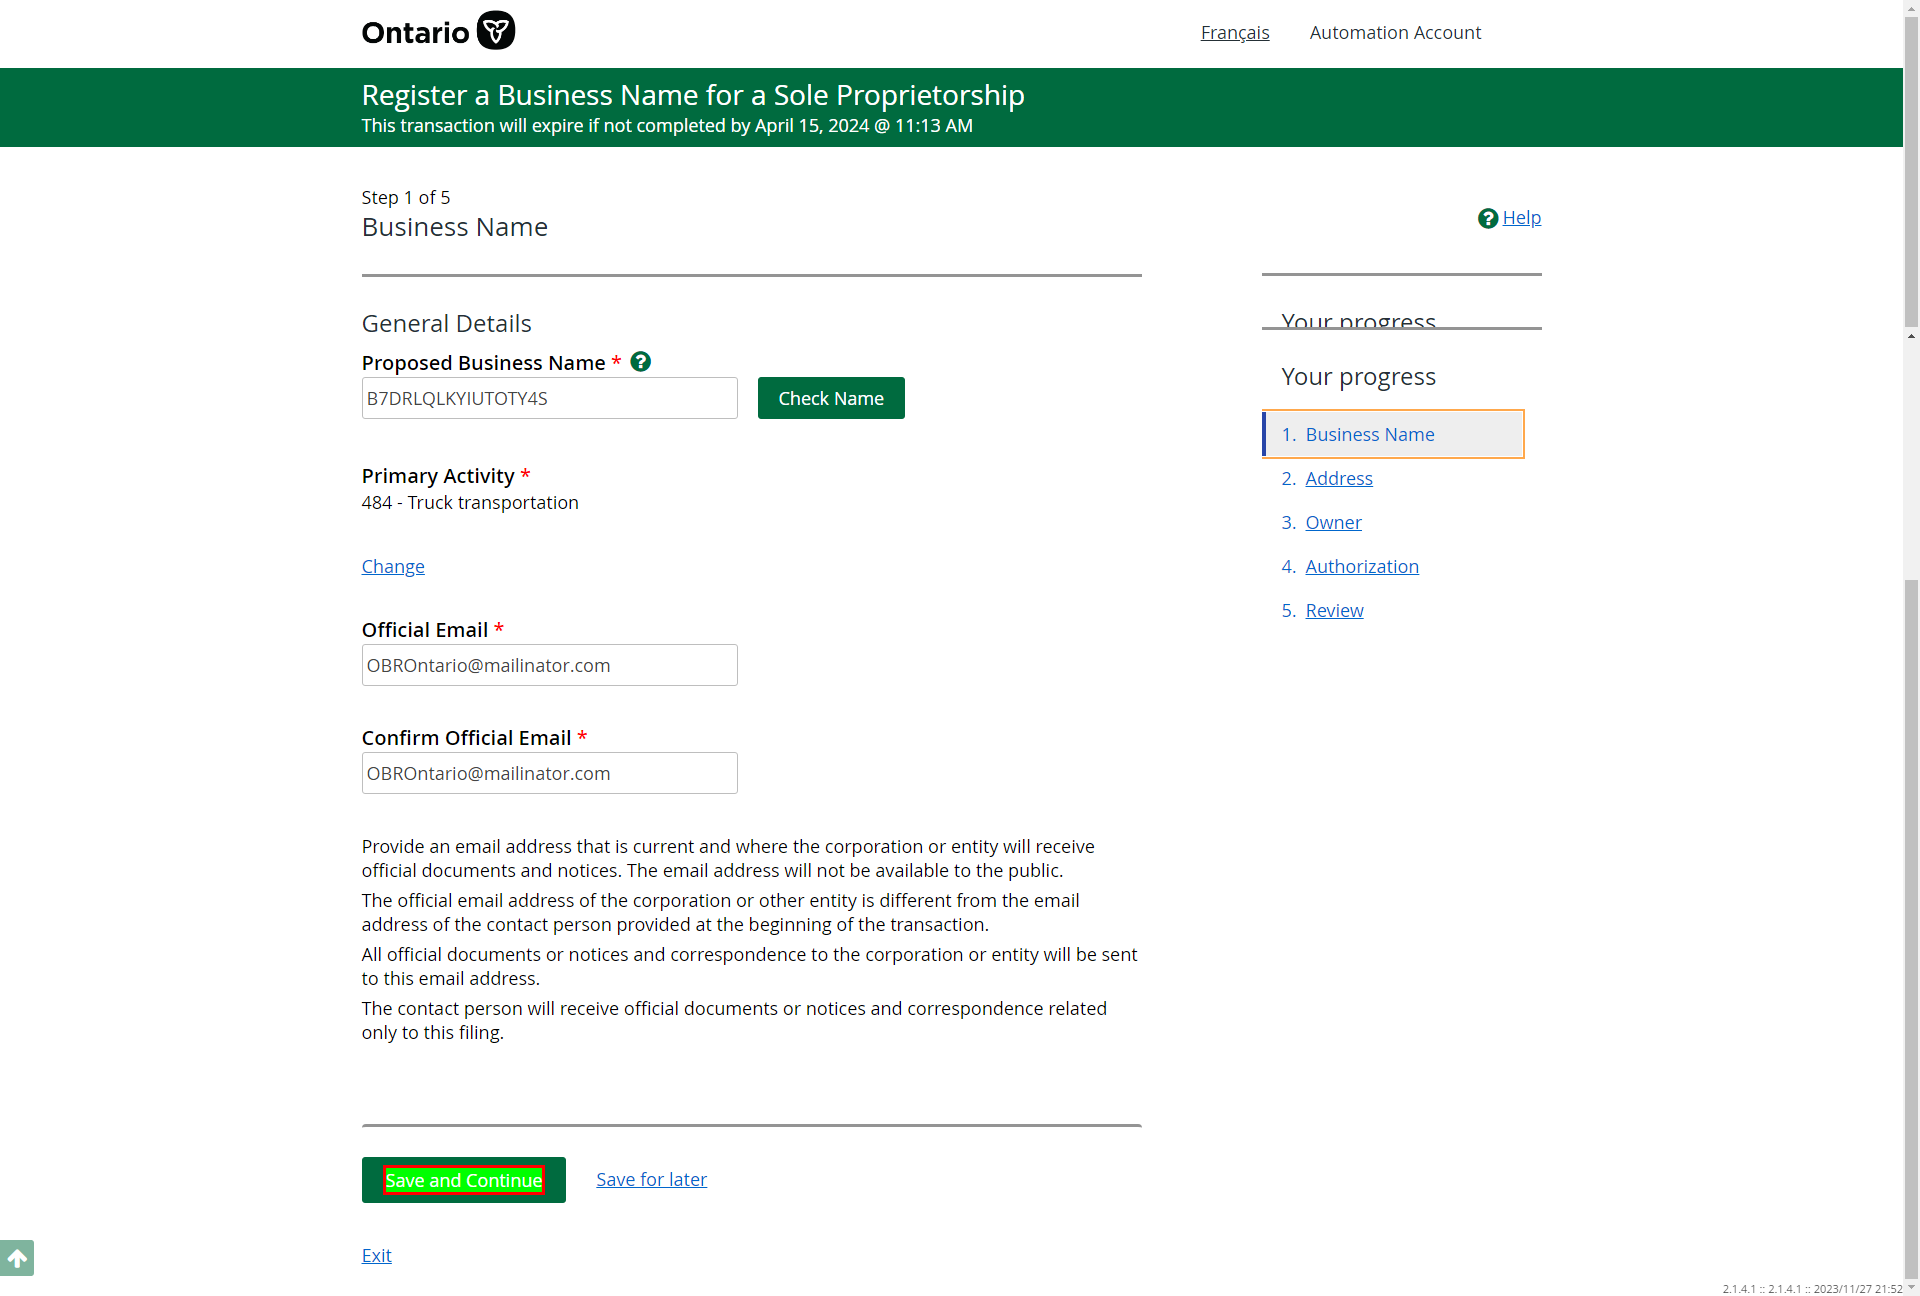 Ontario
Français
Automation Account
Register a Business Name for a Sole Proprietorship
This transaction will expire if not completed by April 15, 2024 @ 11:13 AM
Step 1 of 5
Business Name
Help
General Details
Your progress
Proposed Business Name *
B7DRLQLKYIUTOTY4S
Check Name
Your progress
1. Business Name
2. Address
3. Owner
4. Authorization
5. Review
Primary Activity *
484 - Truck transportation
Change
Official Email *
OBROntario@mailinator.com
Confirm Official Email *
OBROntario@mailinator.com
Provide an email address that is current and where the corporation or entity will receive
official documents and notices. The email address will not be available to the public.
The official email address of the corporation or other entity is different from the email
address of the contact person provided at the beginning of the transaction.
All official documents or notices and correspondence to the corporation or entity will be sent
to this email address.
The contact person will receive official documents or notices and correspondence related
only to this filing.
Save and Continue
Save for later
Exit
2.1.4.1 :: 2.1.4.1 :: 2023/11/27 21:52